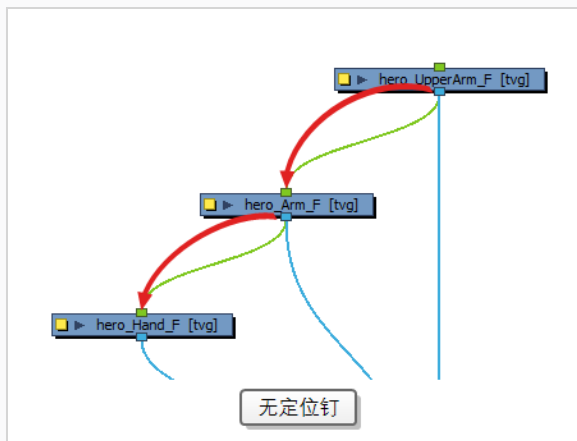 hero_UpperArm_F [tvg]
hero_Arm_F [tvg]
hero_Hand_F [tvg]
无定位钉